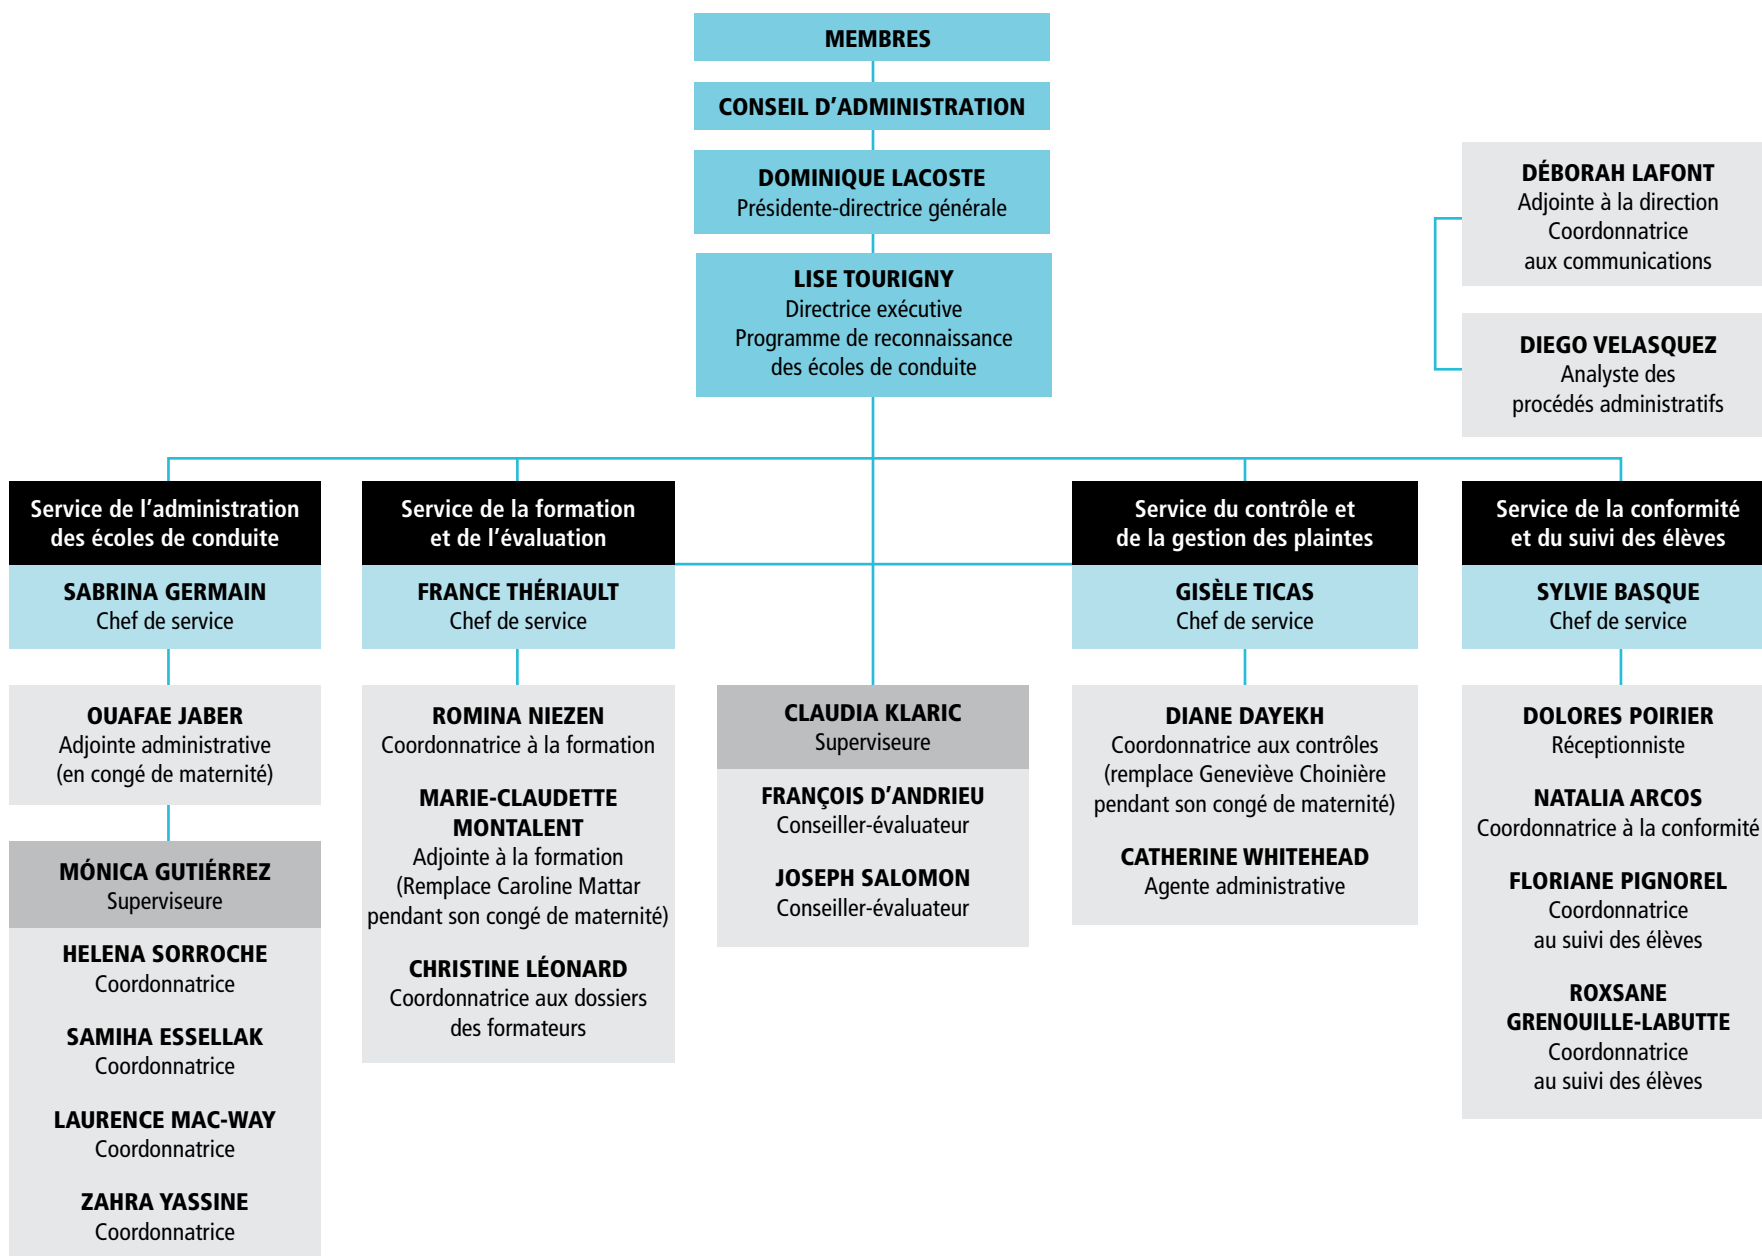 MEMBRES
CONSEIL D’ADMINISTRATION
DOMINIQUE LACOSTE
Présidente-directrice générale
LISE TOURIGNY
Directrice exécutive
Programme de reconnaissance
des écoles de conduite
DÉBORAH LAFONT
Adjointe à la direction
Coordonnatrice
aux communications
DIEGO VELASQUEZ
Analyste des
procédés administratifs
Service de l’administration
des écoles de conduite
SABRINA GERMAIN
Chef de service
OUAFAE JABER
Adjointe administrative
(en congé de maternité)
MÓNICA GUTIÉRREZ
Superviseure
HELENA SORROCHE
Coordonnatrice
SAMIHA ESSELLAK
Coordonnatrice
LAURENCE MAC-WAY
Coordonnatrice
ZAHRA YASSINE
Coordonnatrice
Service de la formation
et de l’évaluation
FRANCE THÉRIAULT
Chef de service
ROMINA NIEZEN
Coordonnatrice à la formation
MARIE-CLAUDETTE
MONTALENT
Adjointe à la formation
(Remplace Caroline Mattar
pendant son congé de maternité)
CHRISTINE LÉONARD
Coordonnatrice aux dossiers
des formateurs
CLAUDIA KLARIC
Superviseure
FRANÇOIS D’ANDRIEU
Conseiller-évaluateur
JOSEPH SALOMON
Conseiller-évaluateur
Service du contrôle et
de la gestion des plaintes
GISÈLE TICAS
Chef de service
DIANE DAYEKH
Coordonnatrice aux contrôles
(remplace Geneviève Choinière
pendant son congé de maternité)
CATHERINE WHITEHEAD
Agente administrative
Service de la conformité
et du suivi des élèves
SYLVIE BASQUE
Chef de service
DOLORES POIRIER
Réceptionniste
NATALIA ARCOS
Coordonnatrice à la conformité
FLORIANE PIGNOREL
Coordonnatrice
au suivi des élèves
ROXSANE
GRENOUILLE-LABUTTE
Coordonnatrice
au suivi des élèves